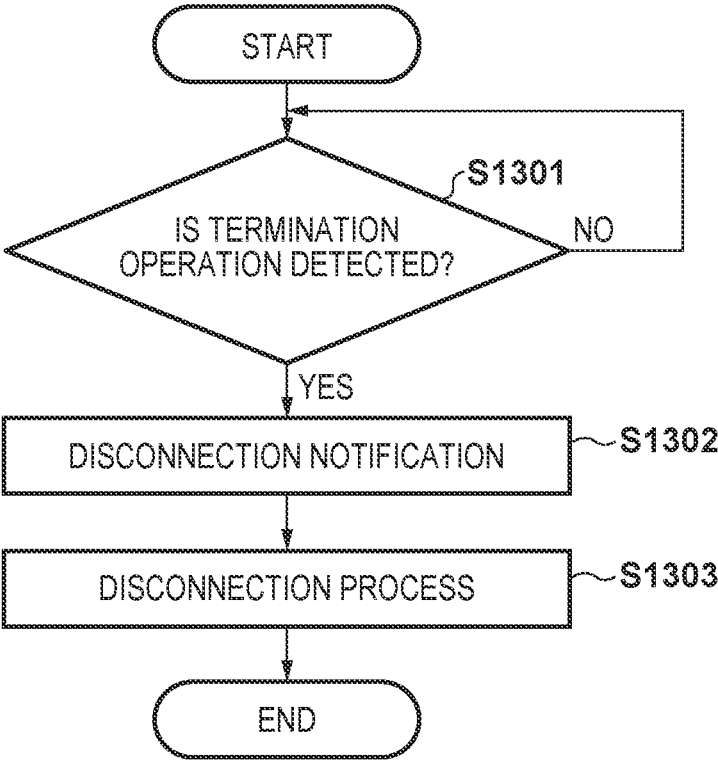 START
S1301
IS TERMINATION
OPERATION DETECTED?
NO
YES
DISCONNECTION NOTIFICATION
S1302
DISCONNECTION PROCESS
S1303
END